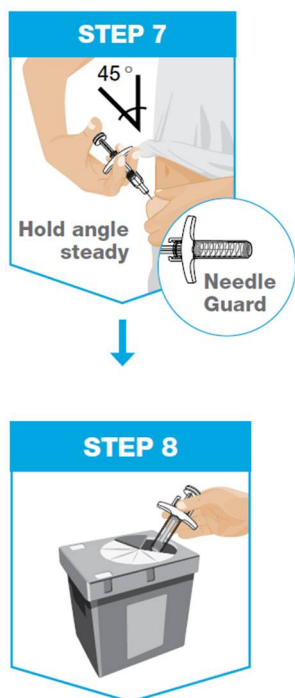 STEP 7
45°
Hold angle
steady
Needle
Guard
STEP 8